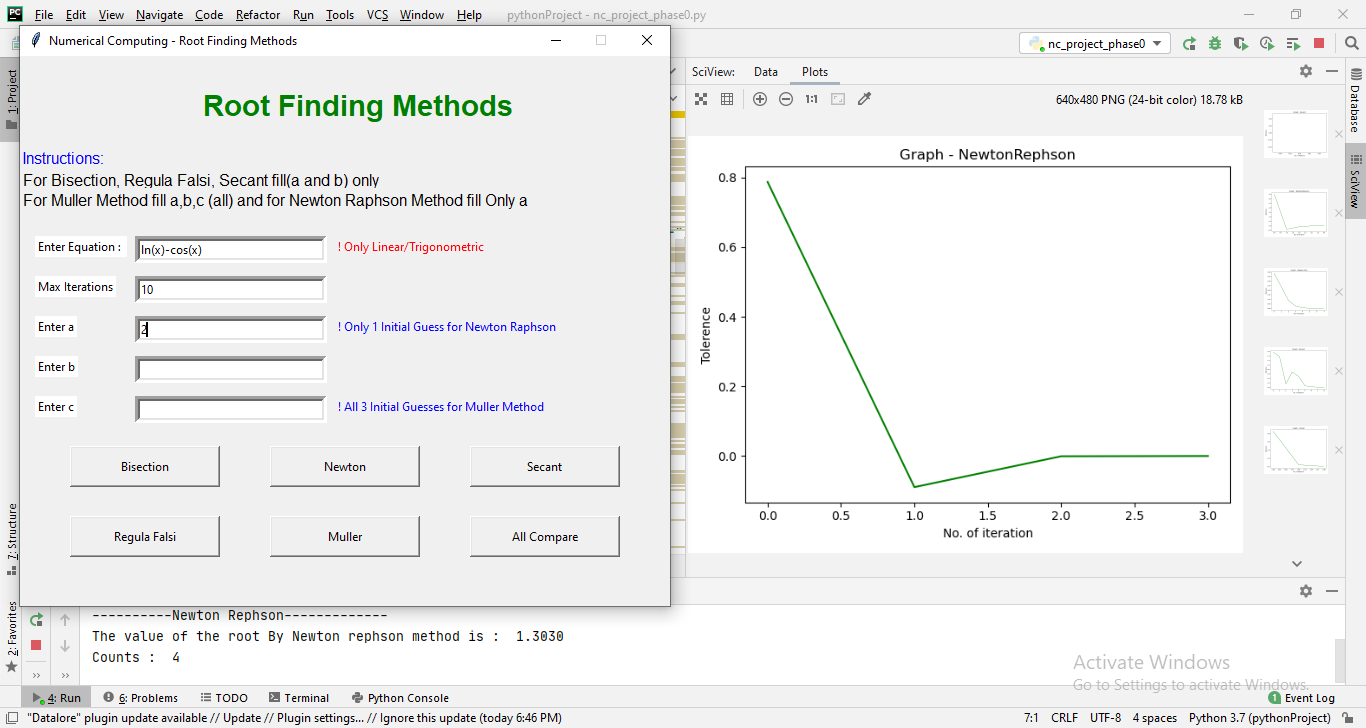 File Edit View Navigate Code Refactor Run Tools VCS Window Help pythonProject - nc_project_phase0.py
Numerical Computing - Root Finding Methods
nc_project_phase0
Root Finding Methods
Instructions:
For Bisection, Regula Falsi, Secant fill(a and b) only
For Muller Method fill a,b,c (all) and for Newton Raphson Method fill Only a
Enter Equation : ln(x)-cos(x) ! Only Linear/Trigonometric
Max Iterations 10
Enter a 2 ! Only 1 Initial Guess for Newton Raphson
Enter b
Enter c ! All 3 Initial Guesses for Muller Method
Bisection Newton Secant
Regula Falsi Muller All Compare
SciView: Data Plots
1:1 640x480 PNG (24-bit color) 18.78 kB
Graph - NewtonRephson
Tolerence
0.8
0.6
0.4
0.2
0.0
0.0 0.5 1.0 1.5 2.0 2.5 3.0
No. of iteration
1: Project
7: Structure
2: Favorites
Database
SciView
----------Newton Rephson-------------
The value of the root By Newton rephson method is : 1.3030
Counts : 4
Activate Windows
Go to Settings to activate Windows.
4: Run 6: Problems TODO Terminal Python Console 1 Event Log
"Datalore" plugin update available // Update // Plugin settings... // Ignore this update (today 6:46 PM) 7:1 CRLF UTF-8 4 spaces Python 3.7 (pythonProject)